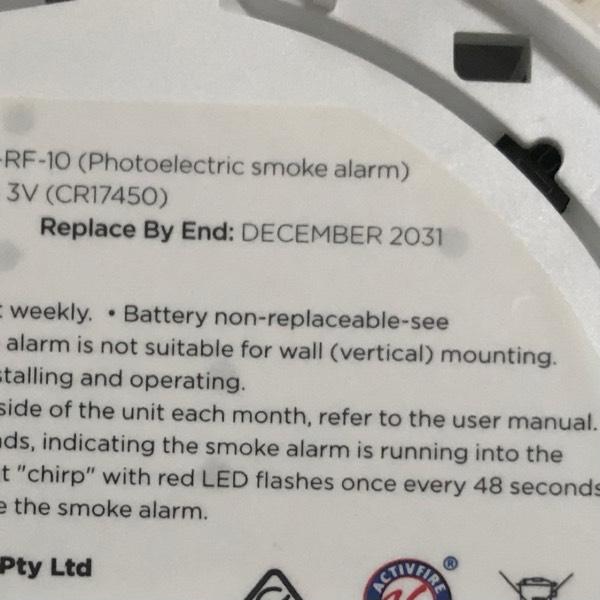 -RF-10 (Photoelectric smoke alarm)
3V (CR17450)
Replace By End: DECEMBER 2031
weekly. • Battery non-replaceable-see
alarm is not suitable for wall (vertical) mounting.
stalling and operating.
side of the unit each month, refer to the user manual.
nds, indicating the smoke alarm is running into the
t "chirp" with red LED flashes once every 48 seconds
e the smoke alarm.
Pty Ltd
ACTIVFIRE ®